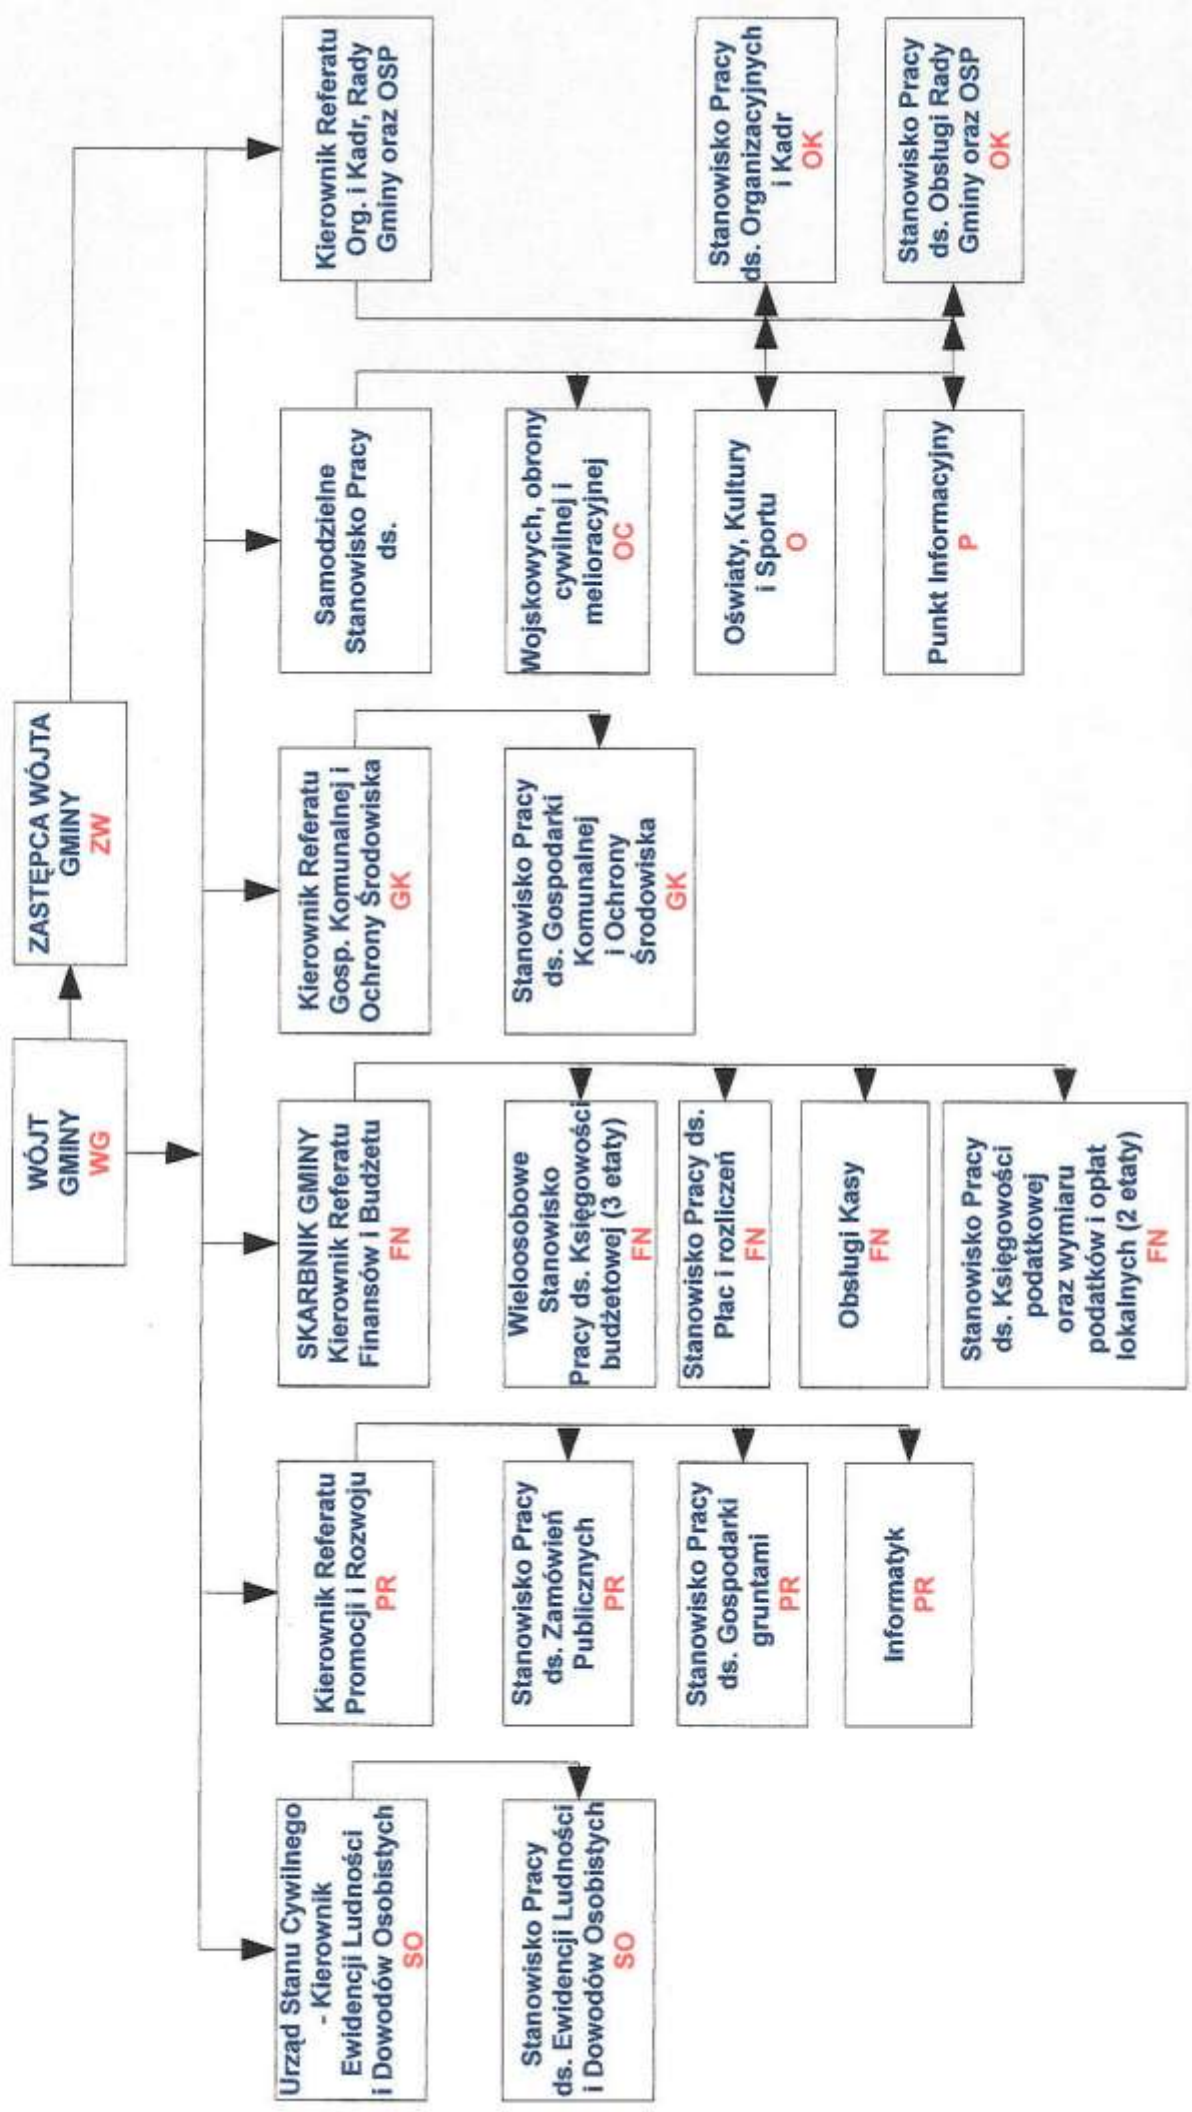 WÓJT
GMINY
WG
ZASTĘPCA WÓJTA
GMINY
ZW
Urząd Stanu Cywilnego
- Kierownik
Ewidencji Ludności
i Dowodów Osobistych
SO
Kierownik Referatu
Promocji i Rozwoju
PR
SKARBNIK GMINY
Kierownik Referatu
Finansów i Budżetu
FN
Kierownik Referatu
Gosp. Komunalnej i
Ochrony Środowiska
GK
Samodzielne
Stanowisko Pracy
ds.
Kierownik Referatu
Org. i Kadr, Rady
Gminy oraz OSP
Stanowisko Pracy
ds. Ewidencji Ludności
i Dowodów Osobistych
SO
Stanowisko Pracy
ds. Zamówień
Publicznych
PR
Stanowisko Pracy
ds. Gospodarki
gruntami
PR
Informatyk
PR
Wieloosobowe
Stanowisko
Pracy ds. Księgowości
budżetowej (3 etaty)
FN
Stanowisko Pracy ds.
Płac i rozliczeń
FN
Obsługi Kasy
FN
Stanowisko Pracy
ds. Księgowości
podatkowej
oraz wymiaru
podatków i opłat
lokalnych (2 etaty)
FN
Stanowisko Pracy
ds. Gospodarki
Komunalnej
i Ochrony
Środowiska
GK
Wojskowych, obrony
cywilnej i
melioracyjnej
OC
Oświaty, Kultury
i Sportu
O
Punkt Informacyjny
P
Stanowisko Pracy
ds. Organizacyjnych
i Kadr
OK
Stanowisko Pracy
ds. Obsługi Rady
Gminy oraz OSP
OK